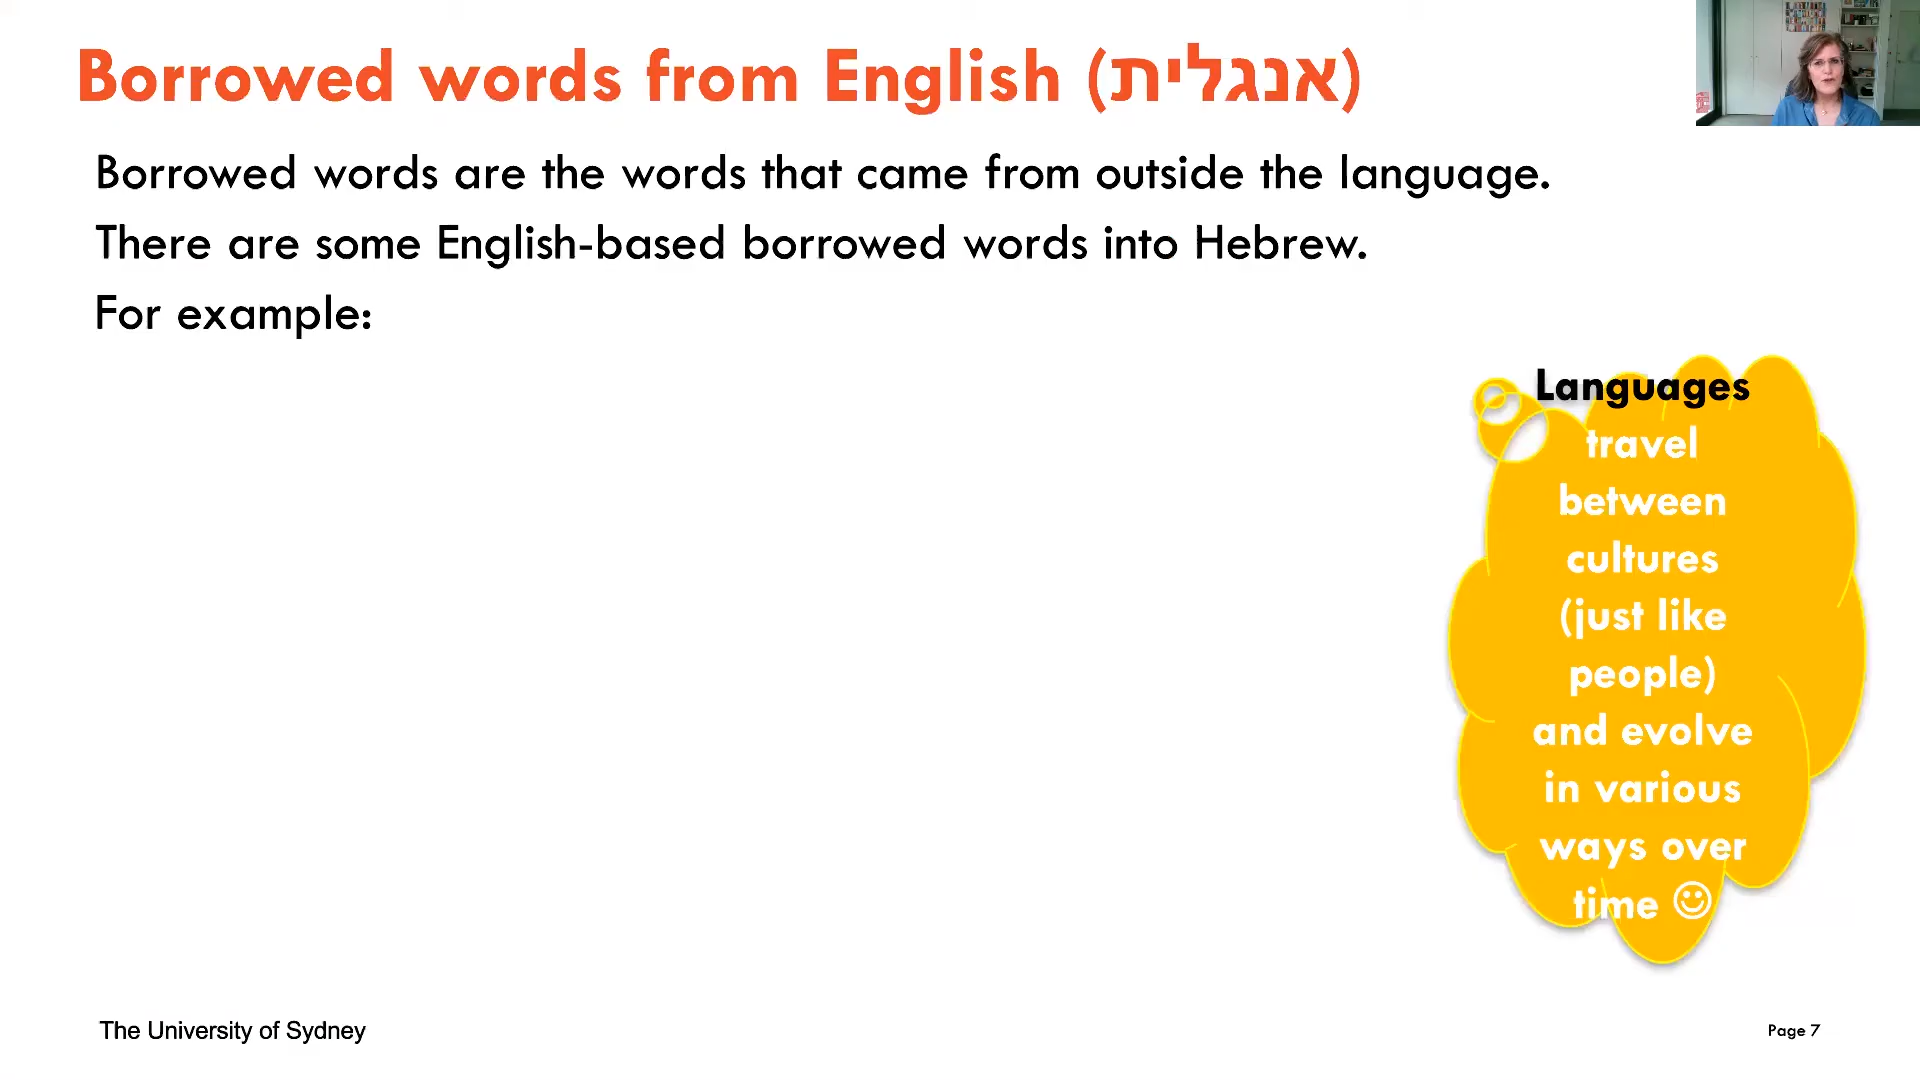 Borrowed words from English (אנגלית)
Borrowed words are the words that came from outside the language.
There are some English-based borrowed words into Hebrew.
For example:
Languages
travel
between
cultures
(just like
people)
and evolve
in various
ways over
time ☺
The University of Sydney
Page 7